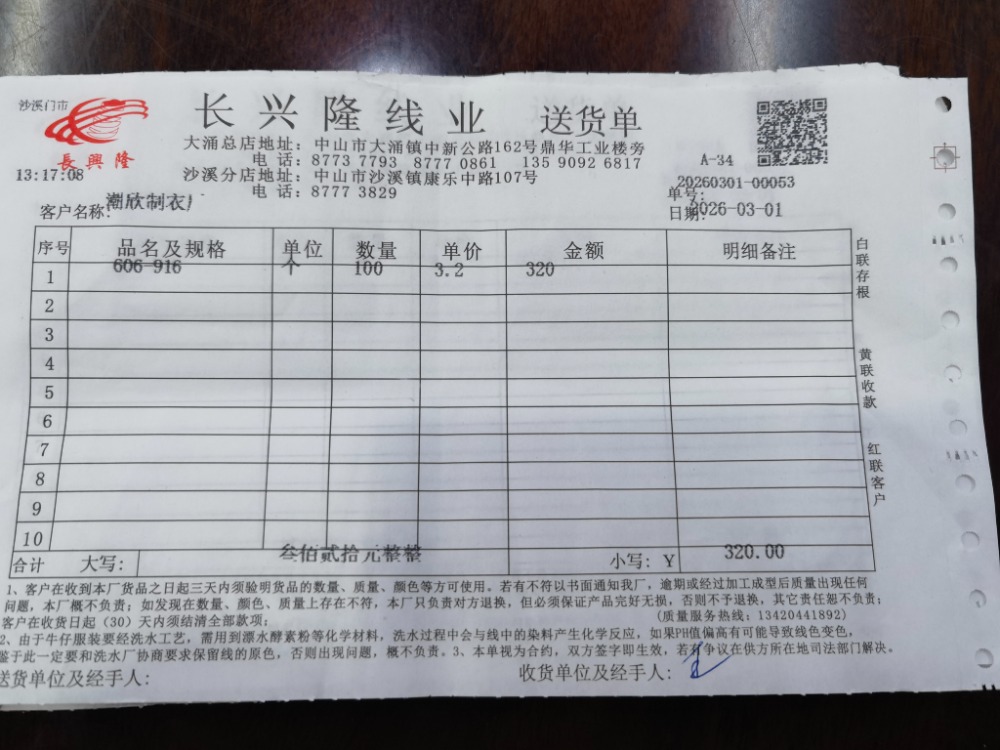 沙溪门市
長興隆
长兴隆线业 送货单
大涌总店地址：中山市大涌镇中新公路162号鼎华工业楼旁
电话：8773 7793 8777 0861 135 9092 6817
沙溪分店地址：中山市沙溪镇康乐中路107号
电话：8777 3829
A-34
13:17:08
单号：20260301-00053
客户名称：潮欣制衣厂
日期：2026-03-01
序号 品名及规格 单位 数量 单价 金额 明细备注
1 606-916 个 100 3.2 320
2
3
4
5
6
7
8
9
10
合计 大写： 叁佰贰拾元整整 小写：Y 320.00
白联存根
黄联收款
红联客户
1、客户在收到本厂货品之日起三天内须验明货品的数量、质量、颜色等方可使用。若有不符以书面通知我厂，逾期或经过加工成型后质量出现任何
问题，本厂概不负责；如发现在数量、颜色、质量上存在不符，本厂只负责对方退换，但必须保证产品完好无损，否则不予退换，其它责任恕不负责；
客户在收货日起（30）天内须结清全部款项； (质量服务热线：13420441892)
2、由于牛仔服装要经洗水工艺，需用到漂水酵素粉等化学材料，洗水过程中会与线中的染料产生化学反应，如果PH值偏高有可能导致线色变色，
鉴于此一定要和洗水厂协商要求保留线的原色，否则出现问题，概不负责。3、本单视为合约，双方签字即生效，若有争议在供方所在地司法部门解决。
送货单位及经手人： 收货单位及经手人：